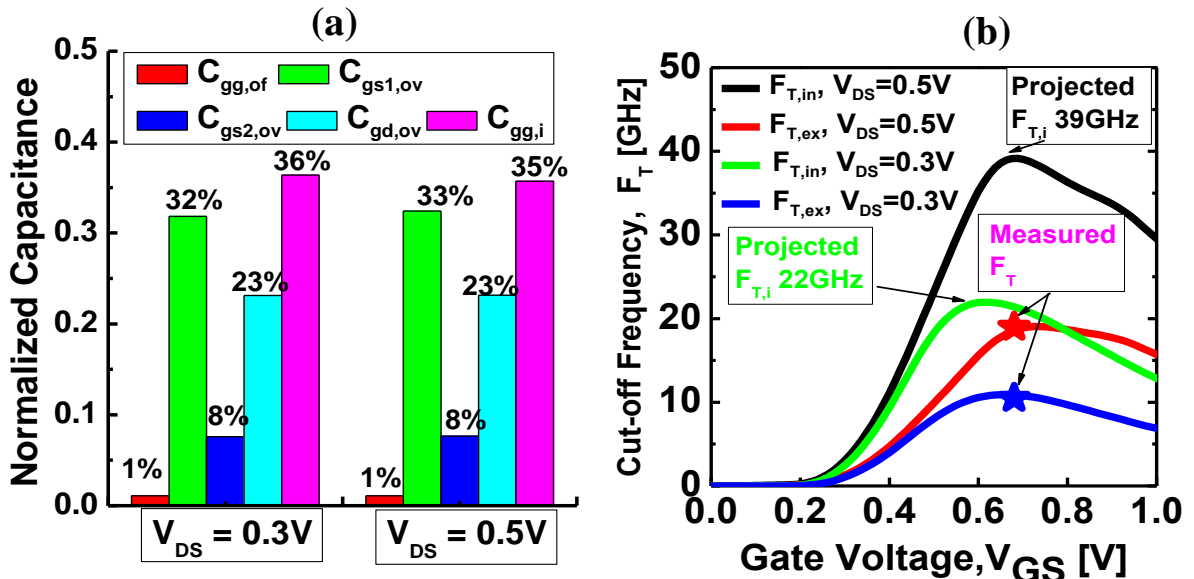 (a)
Normalized Capacitance
0.5
0.4
0.3
0.2
0.1
0.0
C_gg,of
C_gs1,ov
C_gs2,ov
C_gd,ov
C_gg,i
1%
32%
8%
23%
36%
1%
33%
8%
23%
35%
V_DS = 0.3V
V_DS = 0.5V
(b)
Cut-off Frequency, F_T [GHz]
50
40
30
20
10
0
F_T,in, V_DS=0.5V
F_T,ex, V_DS=0.5V
F_T,in, V_DS=0.3V
F_T,ex, V_DS=0.3V
Projected
F_T,i 39GHz
Projected
F_T,i 22GHz
Measured
F_T
0.0 0.2 0.4 0.6 0.8 1.0
Gate Voltage,VGS [V]